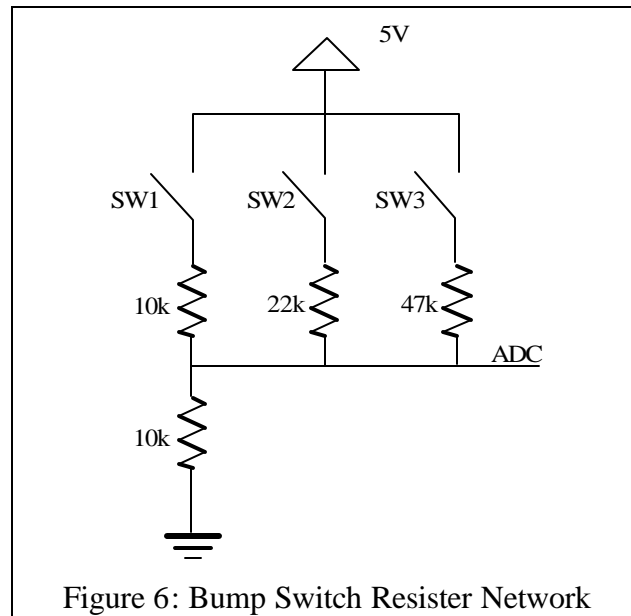 5V
SW1
SW2
SW3
10k
22k
47k
ADC
10k
Figure 6: Bump Switch Resister Network